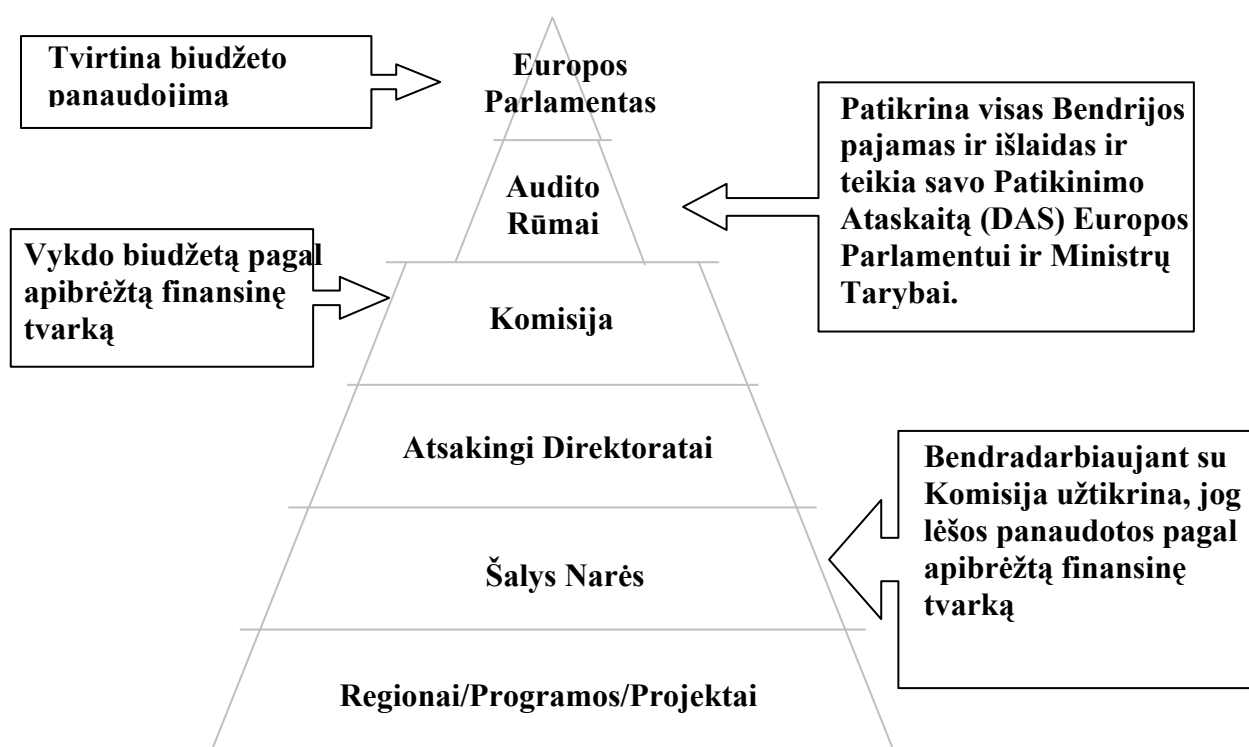 Tvirtina biudžeto
panaudojimą
Europos
Parlamentas
Patikrina visas Bendrijos
pajamas ir išlaidas ir
teikia savo Patikinimo
Ataskaitą (DAS) Europos
Parlamentui ir Ministrų
Tarybai.
Audito
Rūmai
Vykdo biudžetą pagal
apibrėžtą finansinę
tvarką
Komisija
Atsakingi Direktoratai
Bendradarbiaujant su
Komisija užtikrina, jog
lėšos panaudotos pagal
apibrėžtą finansinę
tvarką
Šalys Narės
Regionai/Programos/Projektai